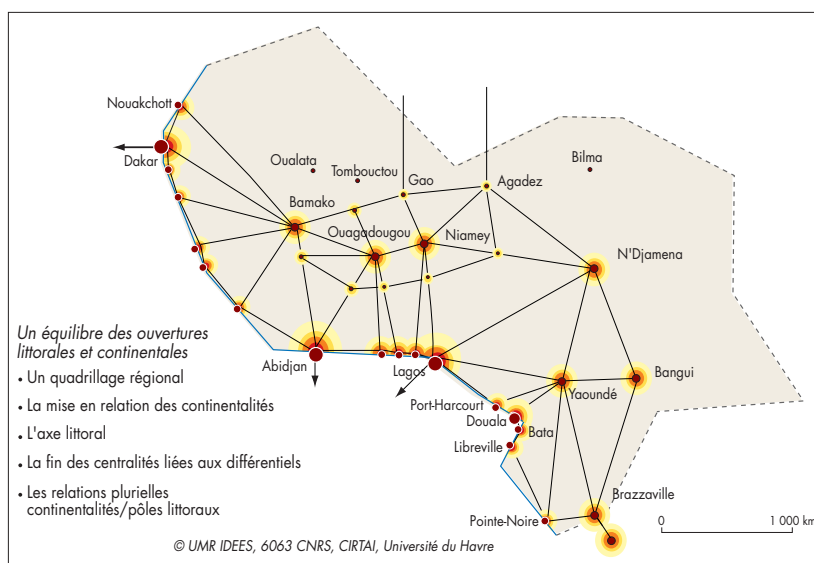 Nouakchott
Dakar
Oualata
Tombouctou
Gao
Agadez
Bilma
Bamako
Ouagadougou
Niamey
N'Djamena
Un équilibre des ouvertures
littorales et continentales
• Un quadrillage régional
• La mise en relation des continentalités
• L'axe littoral
• La fin des centralités liées aux différentiels
• Les relations plurielles
continentalités/pôles littoraux
Abidjan
Lagos
Port-Harcourt
Douala
Bata
Libreville
Yaoundé
Bangui
Brazzaville
Pointe-Noire
0 1 000 km
© UMR IDEES, 6063 CNRS, CIRTAI, Université du Havre